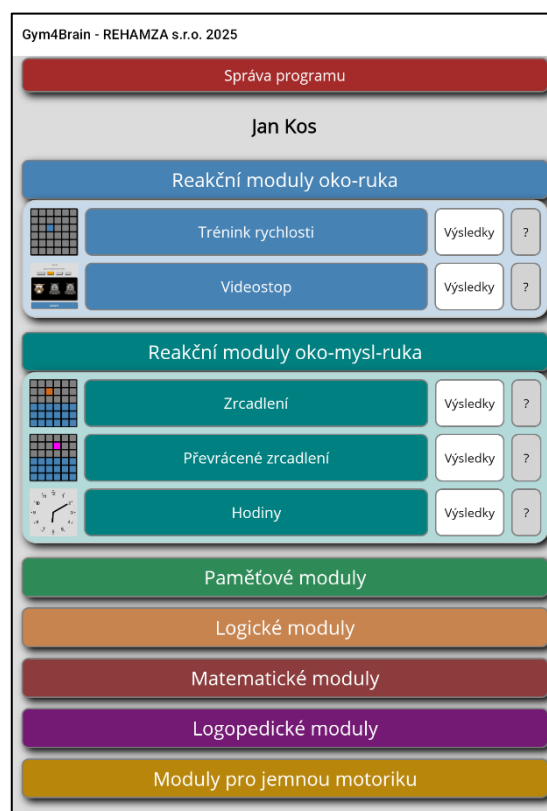 Gym4Brain - REHAMZA s.r.o. 2025
Správa programu
Jan Kos
Reakční moduly oko-ruka
Trénink rychlosti Výsledky ?
Videostop Výsledky ?
Reakční moduly oko-mysl-ruka
Zrcadlení Výsledky ?
Převrácené zrcadlení Výsledky ?
Hodiny Výsledky ?
Paměťové moduly
Logické moduly
Matematické moduly
Logopedické moduly
Moduly pro jemnou motoriku